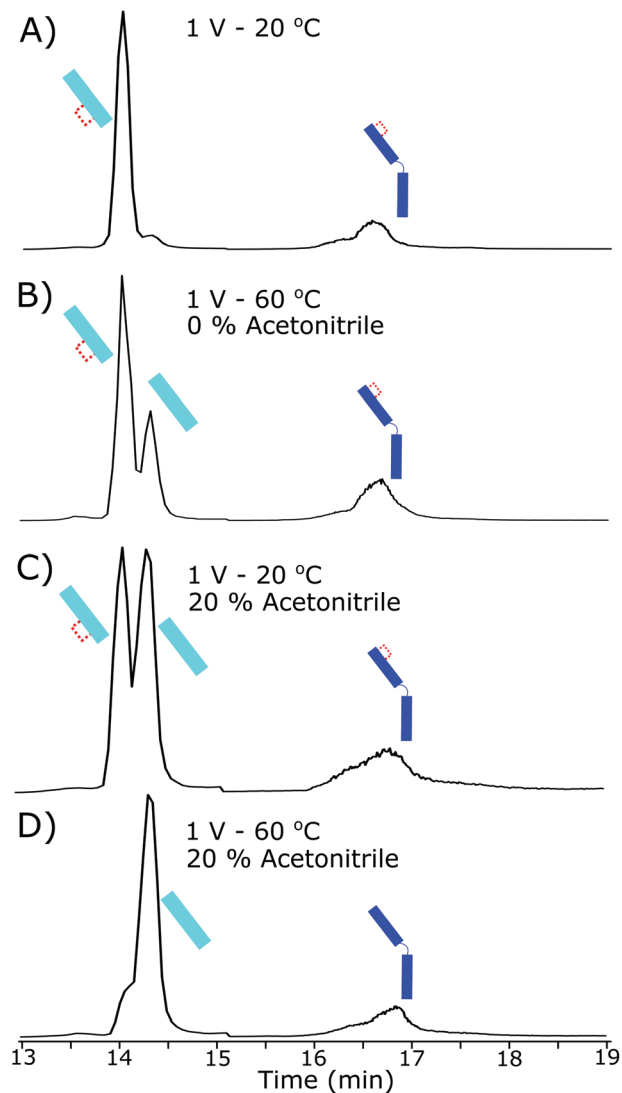 A)
1 V - 20 °C
B)
1 V - 60 °C
0 % Acetonitrile
C)
1 V - 20 °C
20 % Acetonitrile
D)
1 V - 60 °C
20 % Acetonitrile
13 14 15 16 17 18 19
Time (min)